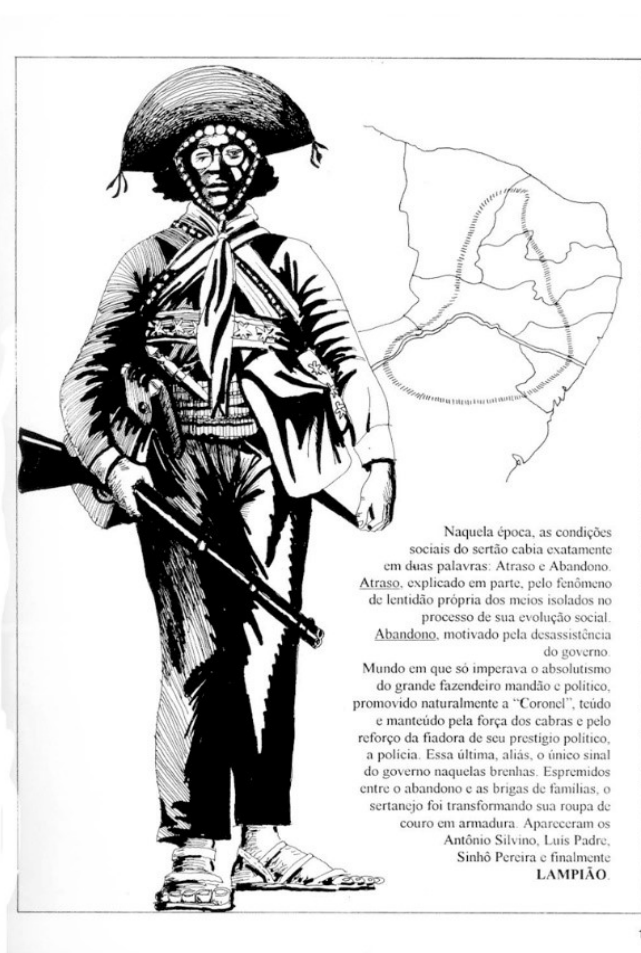 Naquela época, as condições
sociais do sertão cabia exatamente
em duas palavras: Atraso e Abandono.
Atraso, explicado em parte, pelo fenômeno
de lentidão própria dos meios isolados no
processo de sua evolução social.
Abandono, motivado pela desassistência
do governo.
Mundo em que só imperava o absolutismo
do grande fazendeiro mandão e político,
promovido naturalmente a “Coronel”, teúdo
e manteúdo pela força dos cabras e pelo
reforço da fiadora de seu prestígio político,
a polícia. Essa última, aliás, o único sinal
do governo naquelas brenhas. Espremidos
entre o abandono e as brigas de famílias, o
sertanejo foi transformando sua roupa de
couro em armadura. Apareceram os
Antônio Silvino, Luís Padre,
Sinhô Pereira e finalmente
LAMPIÃO.